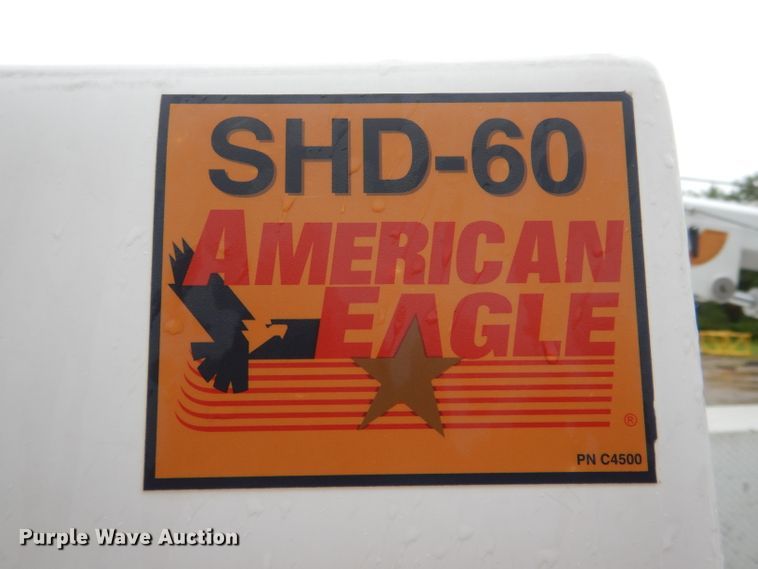 SHD-60
AMERICAN
EAGLE
®
PN C4500
Purple Wave Auction